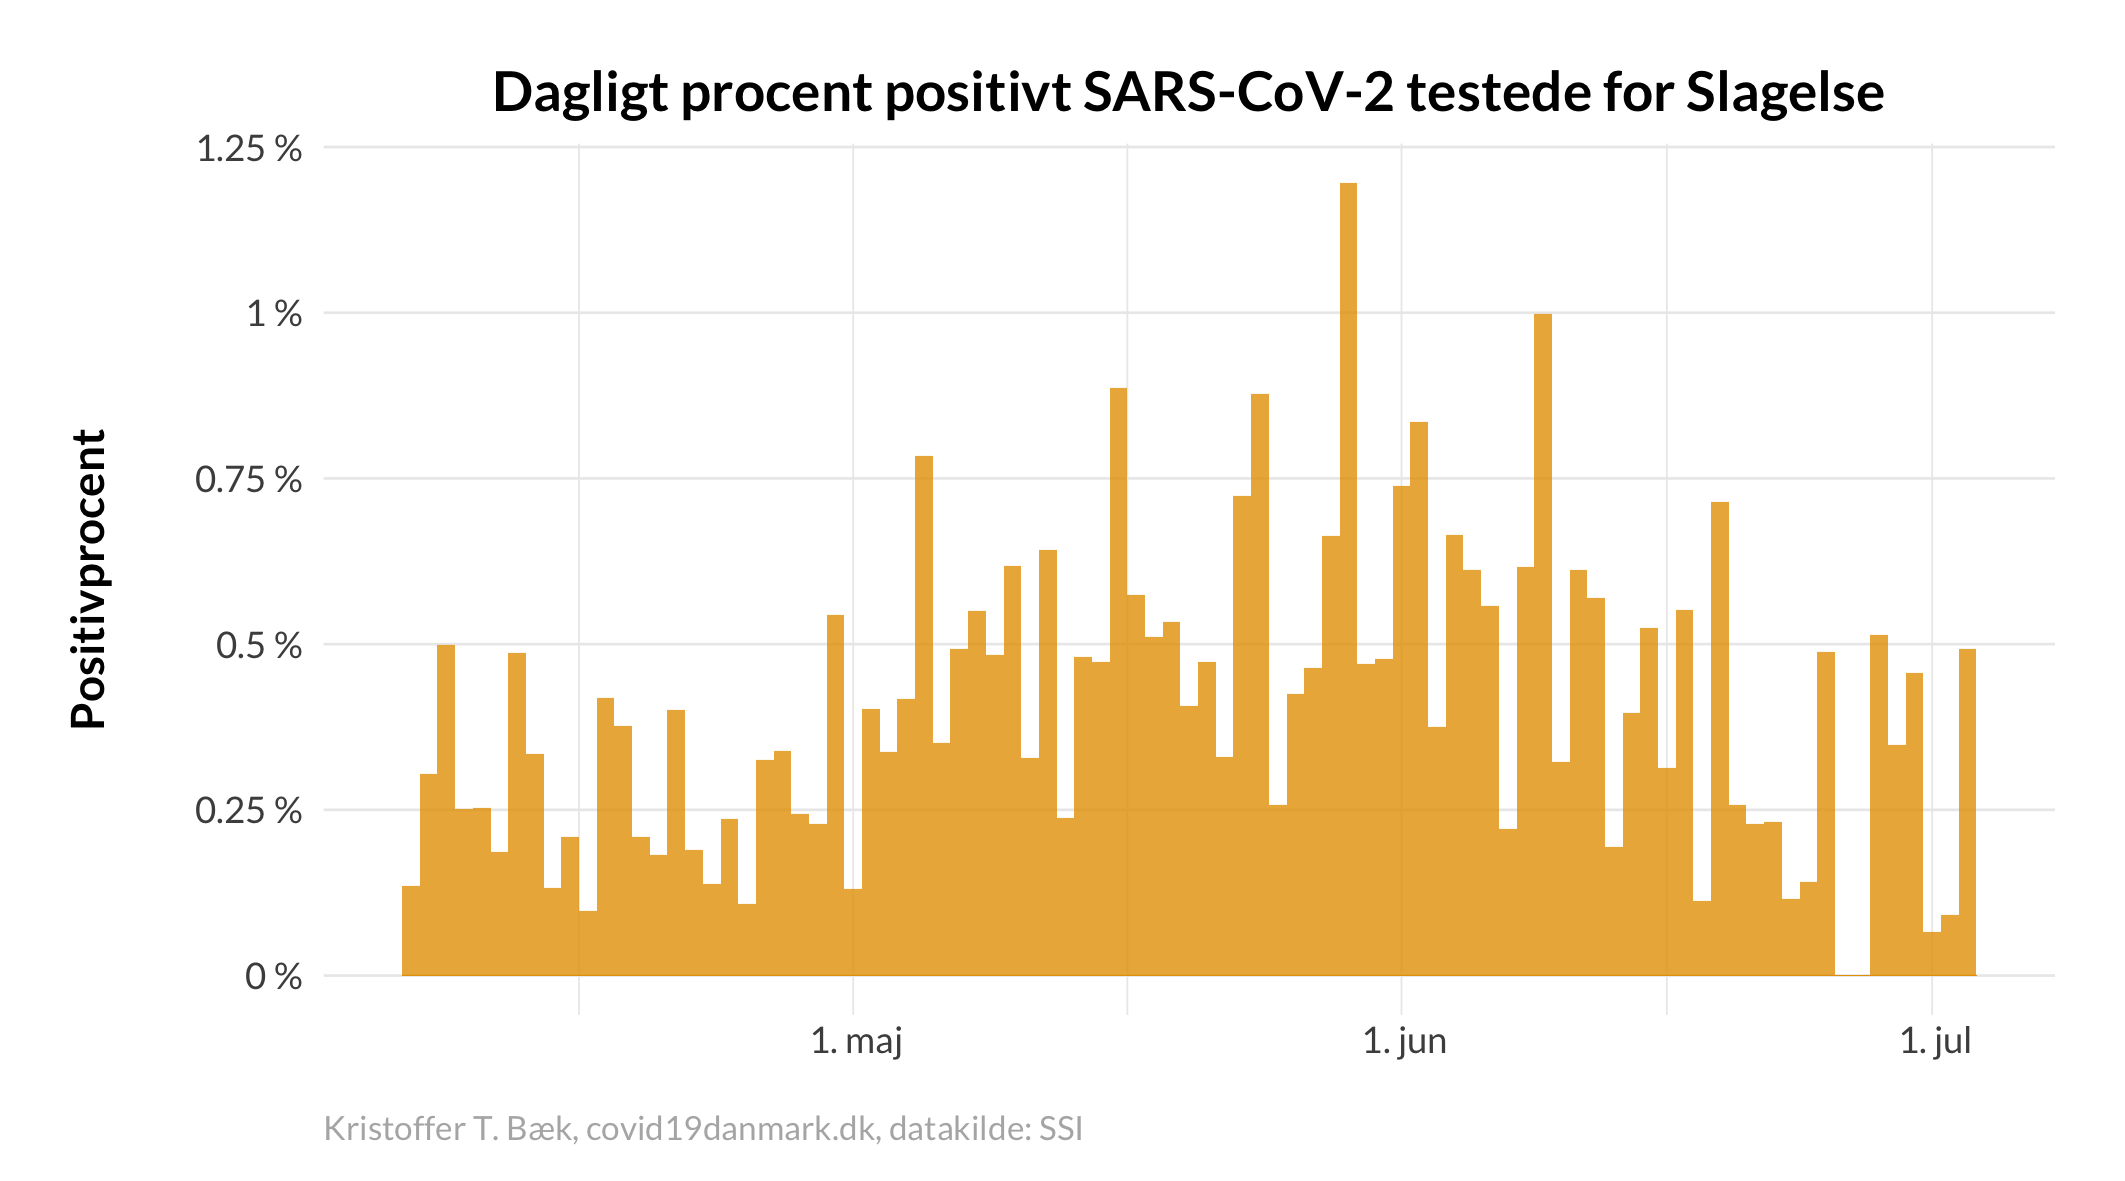 Dagligt procent positivt SARS-CoV-2 testede for Slagelse
Positivprocent
1.25 %
1 %
0.75 %
0.5 %
0.25 %
0 %
1. maj
1. jun
1. jul
Kristoffer T. Bæk, covid19danmark.dk, datakilde: SSI